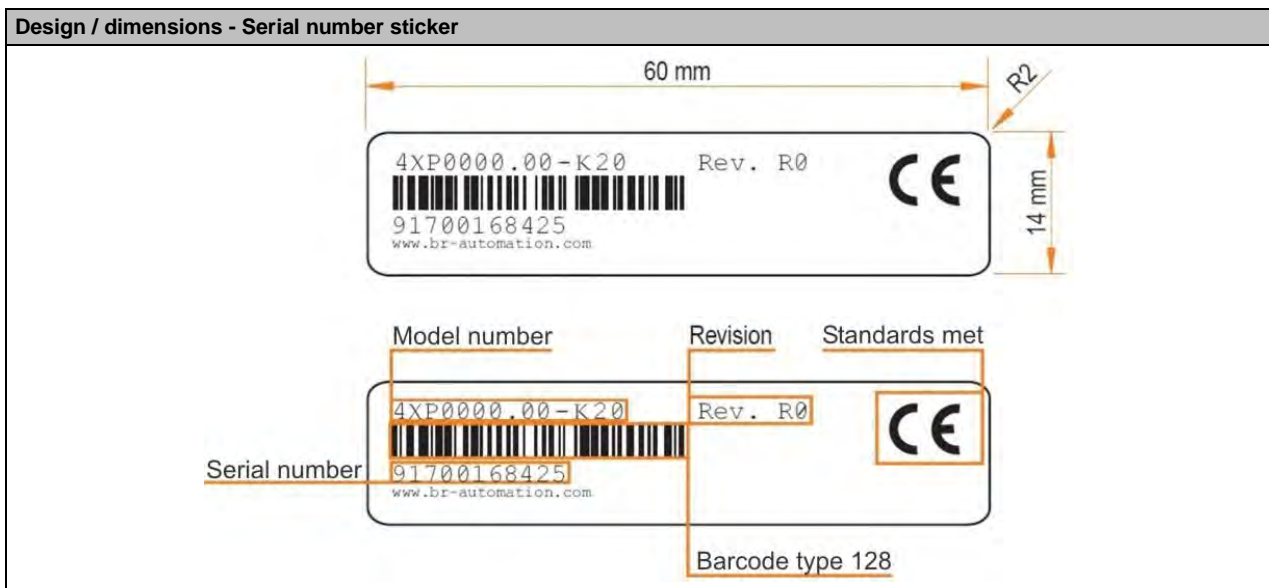 Design / dimensions - Serial number sticker
60 mm
R2
4XP0000.00-K20 Rev. R0
CE
14 mm
91700168425
www.br-automation.com
Model number Revision Standards met
4XP0000.00-K20 Rev. R0
CE
Serial number 91700168425
www.br-automation.com
Barcode type 128